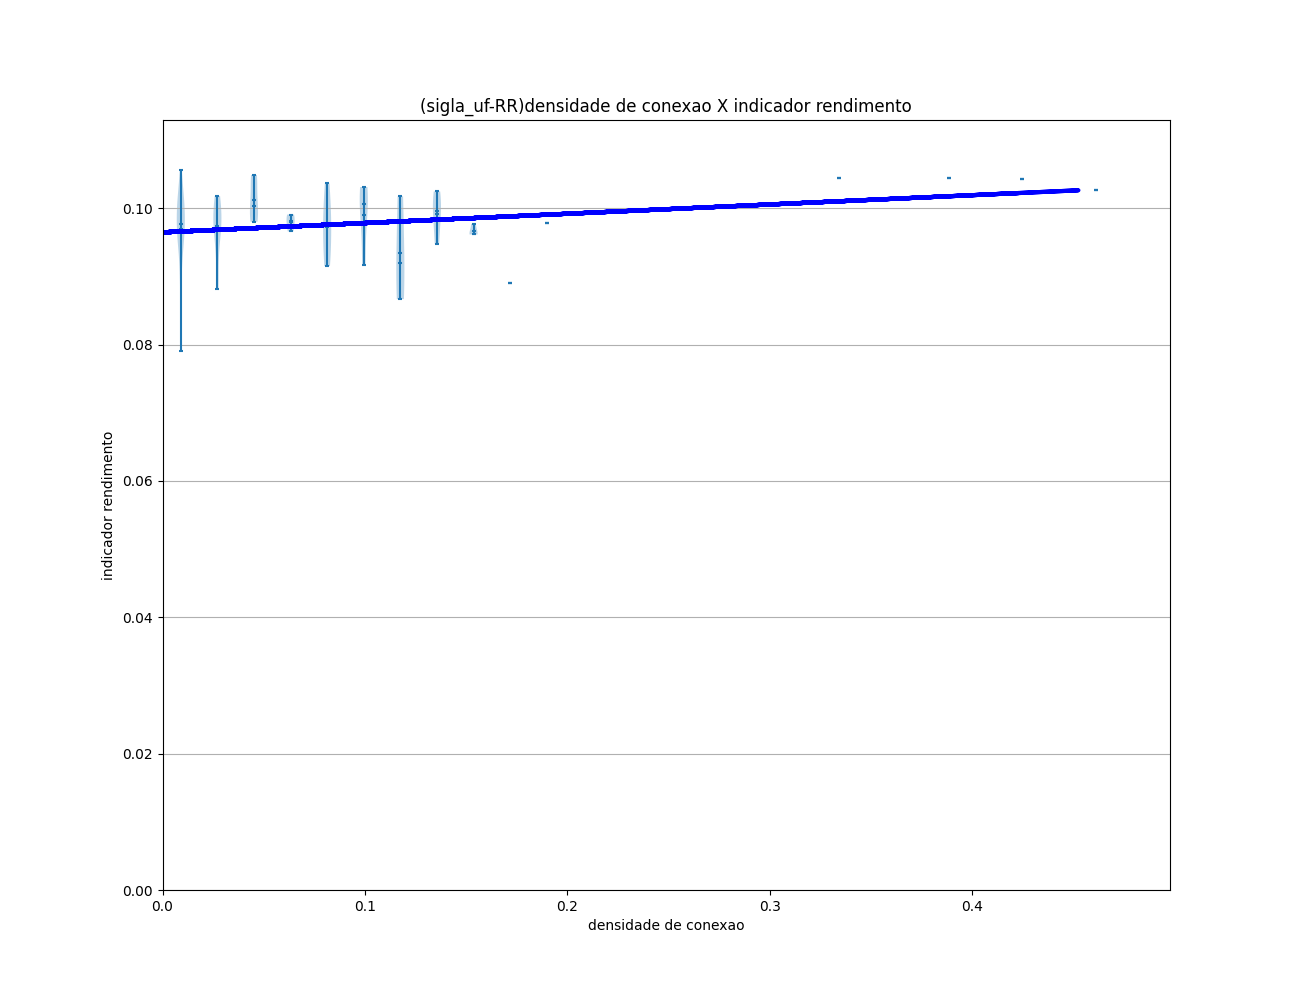 (sigla_uf-RR)densidade de conexao X indicador rendimento
indicador rendimento
0.10
0.08
0.06
0.04
0.02
0.00
0.0 0.1 0.2 0.3 0.4
densidade de conexao